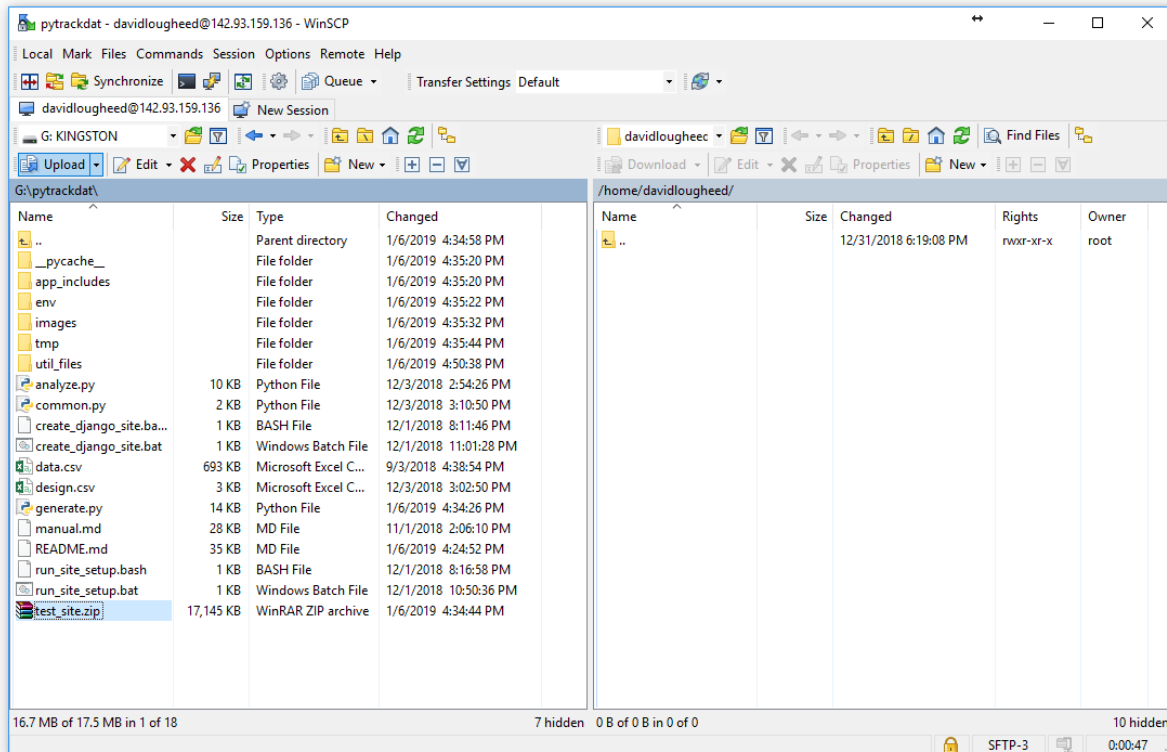 pytrackdat - davidlougheed@142.93.159.136 - WinSCP
Local Mark Files Commands Session Options Remote Help
Synchronize Queue Transfer Settings Default
davidlougheed@142.93.159.136 New Session
G: KINGSTON davidlougheec Find Files
Upload Edit Properties New Download Edit Properties New
G:\pytrackdat\ /home/davidlougheed/
Name Size Type Changed Name Size Changed Rights Owner
.. Parent directory 1/6/2019 4:34:58 PM .. 12/31/2018 6:19:08 PM rwxr-xr-x root
__pycache__ File folder 1/6/2019 4:35:20 PM
app_includes File folder 1/6/2019 4:35:20 PM
env File folder 1/6/2019 4:35:22 PM
images File folder 1/6/2019 4:35:32 PM
tmp File folder 1/6/2019 4:35:44 PM
util_files File folder 1/6/2019 4:50:38 PM
analyze.py 10 KB Python File 12/3/2018 2:54:26 PM
common.py 2 KB Python File 12/3/2018 3:10:50 PM
create_django_site.ba... 1 KB BASH File 12/1/2018 8:11:46 PM
create_django_site.bat 1 KB Windows Batch File 12/1/2018 11:01:28 PM
data.csv 693 KB Microsoft Excel C... 9/3/2018 4:38:54 PM
design.csv 3 KB Microsoft Excel C... 12/3/2018 3:02:50 PM
generate.py 14 KB Python File 1/6/2019 4:34:26 PM
manual.md 28 KB MD File 11/1/2018 2:06:10 PM
README.md 35 KB MD File 1/6/2019 4:24:52 PM
run_site_setup.bash 1 KB BASH File 12/1/2018 8:16:58 PM
run_site_setup.bat 1 KB Windows Batch File 12/1/2018 10:50:36 PM
test_site.zip 17,145 KB WinRAR ZIP archive 1/6/2019 4:34:44 PM
16.7 MB of 17.5 MB in 1 of 18 7 hidden 0 B of 0 B in 0 of 0 10 hidden
SFTP-3 0:00:47